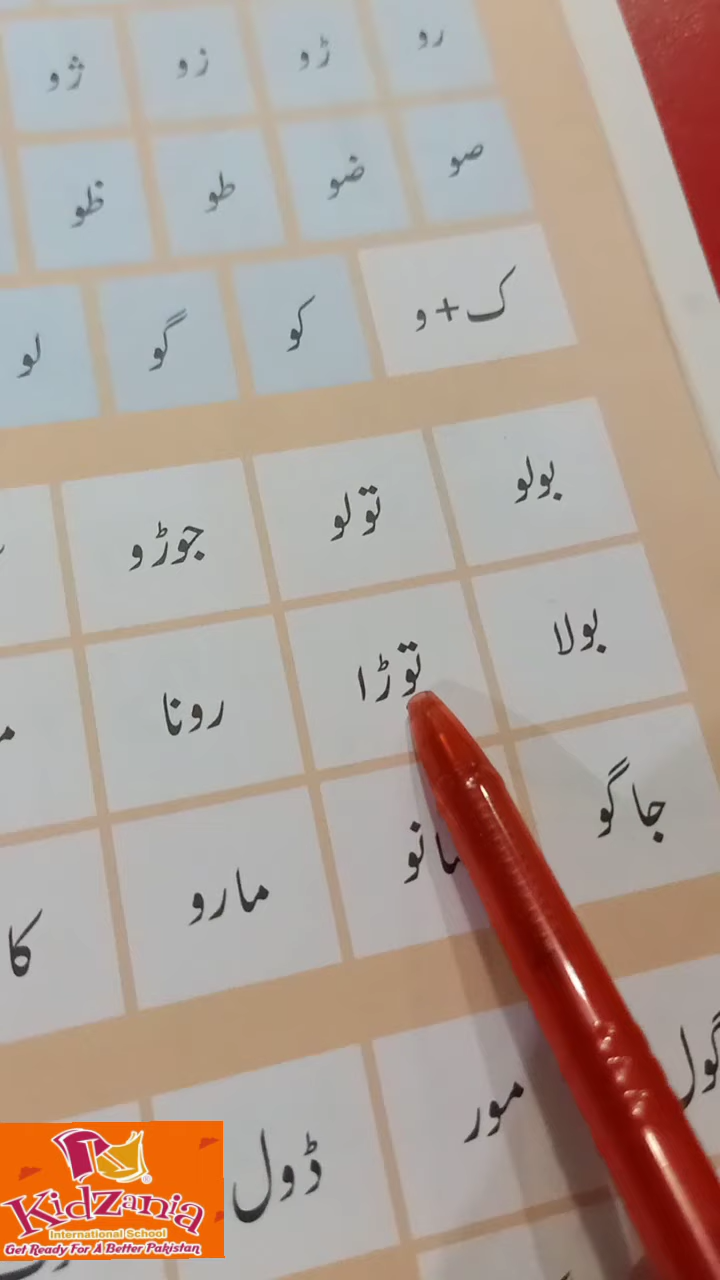 رو ڑو زو ژو
صو ضو طو ظو
ک+و کو گو لو
بولو تولو جوڑو
بولا توڑا رونا
جاگو مارو
گول مور ڈول
KidZania
International School
Get Ready For A Better Pakistan